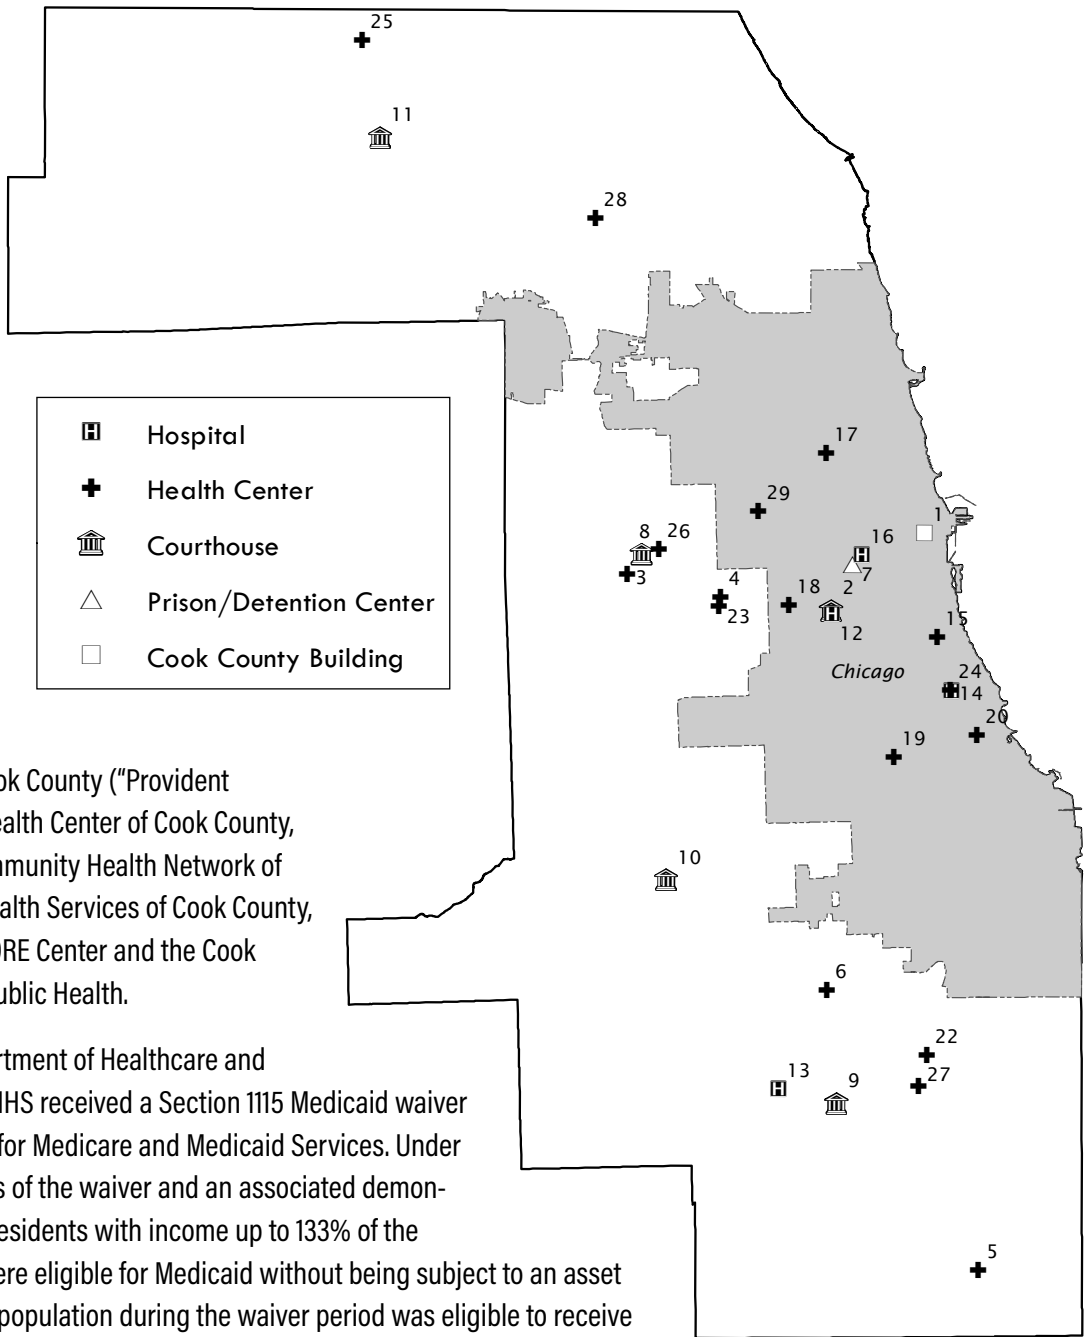 25
11
28
Hospital
Health Center
Courthouse
Prison/Detention Center
Cook County Building
17
29
1
16
8
26
7
3
4
2
18
23
12
15
Chicago
24
14
20
19
10
6
22
13
9
27
5
ok County (“Provident
ealth Center of Cook County,
mmunity Health Network of
alth Services of Cook County,
ORE Center and the Cook
ublic Health.
rtment of Healthcare and
HHS received a Section 1115 Medicaid waiver
for Medicare and Medicaid Services. Under
s of the waiver and an associated demon-
esidents with income up to 133% of the
ere eligible for Medicaid without being subject to an asset
population during the waiver period was eligible to receive